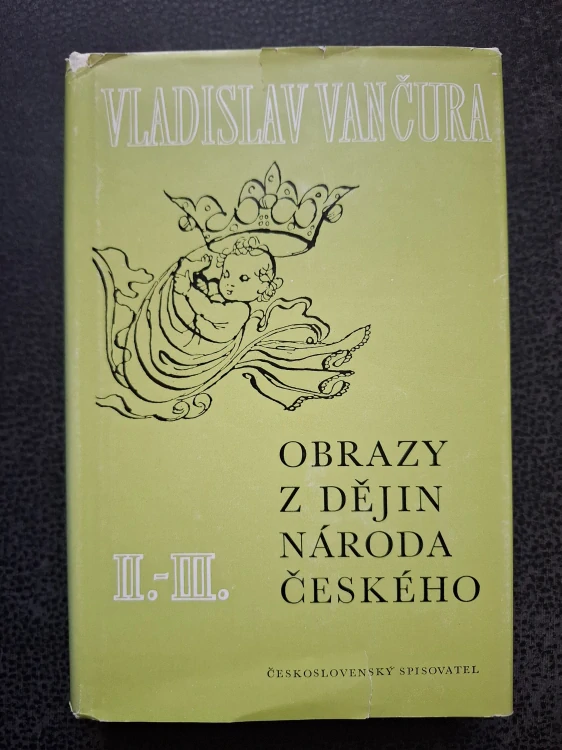 VLADISLAV VANČURA
OBRAZY
Z DĚJIN
NÁRODA
II.-III.
ČESKÉHO
ČESKOSLOVENSKÝ SPISOVATEL